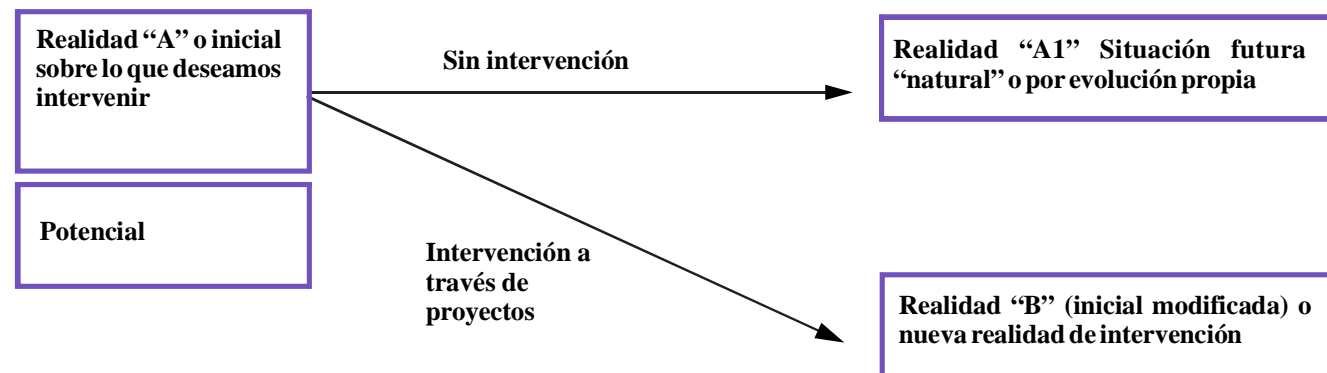 Realidad “A” o inicial
sobre lo que deseamos
intervenir
Sin intervención
Realidad “A1” Situación futura
“natural” o por evolución propia
Potencial
Intervención a
través de
proyectos
Realidad “B” (inicial modificada) o
nueva realidad de intervención